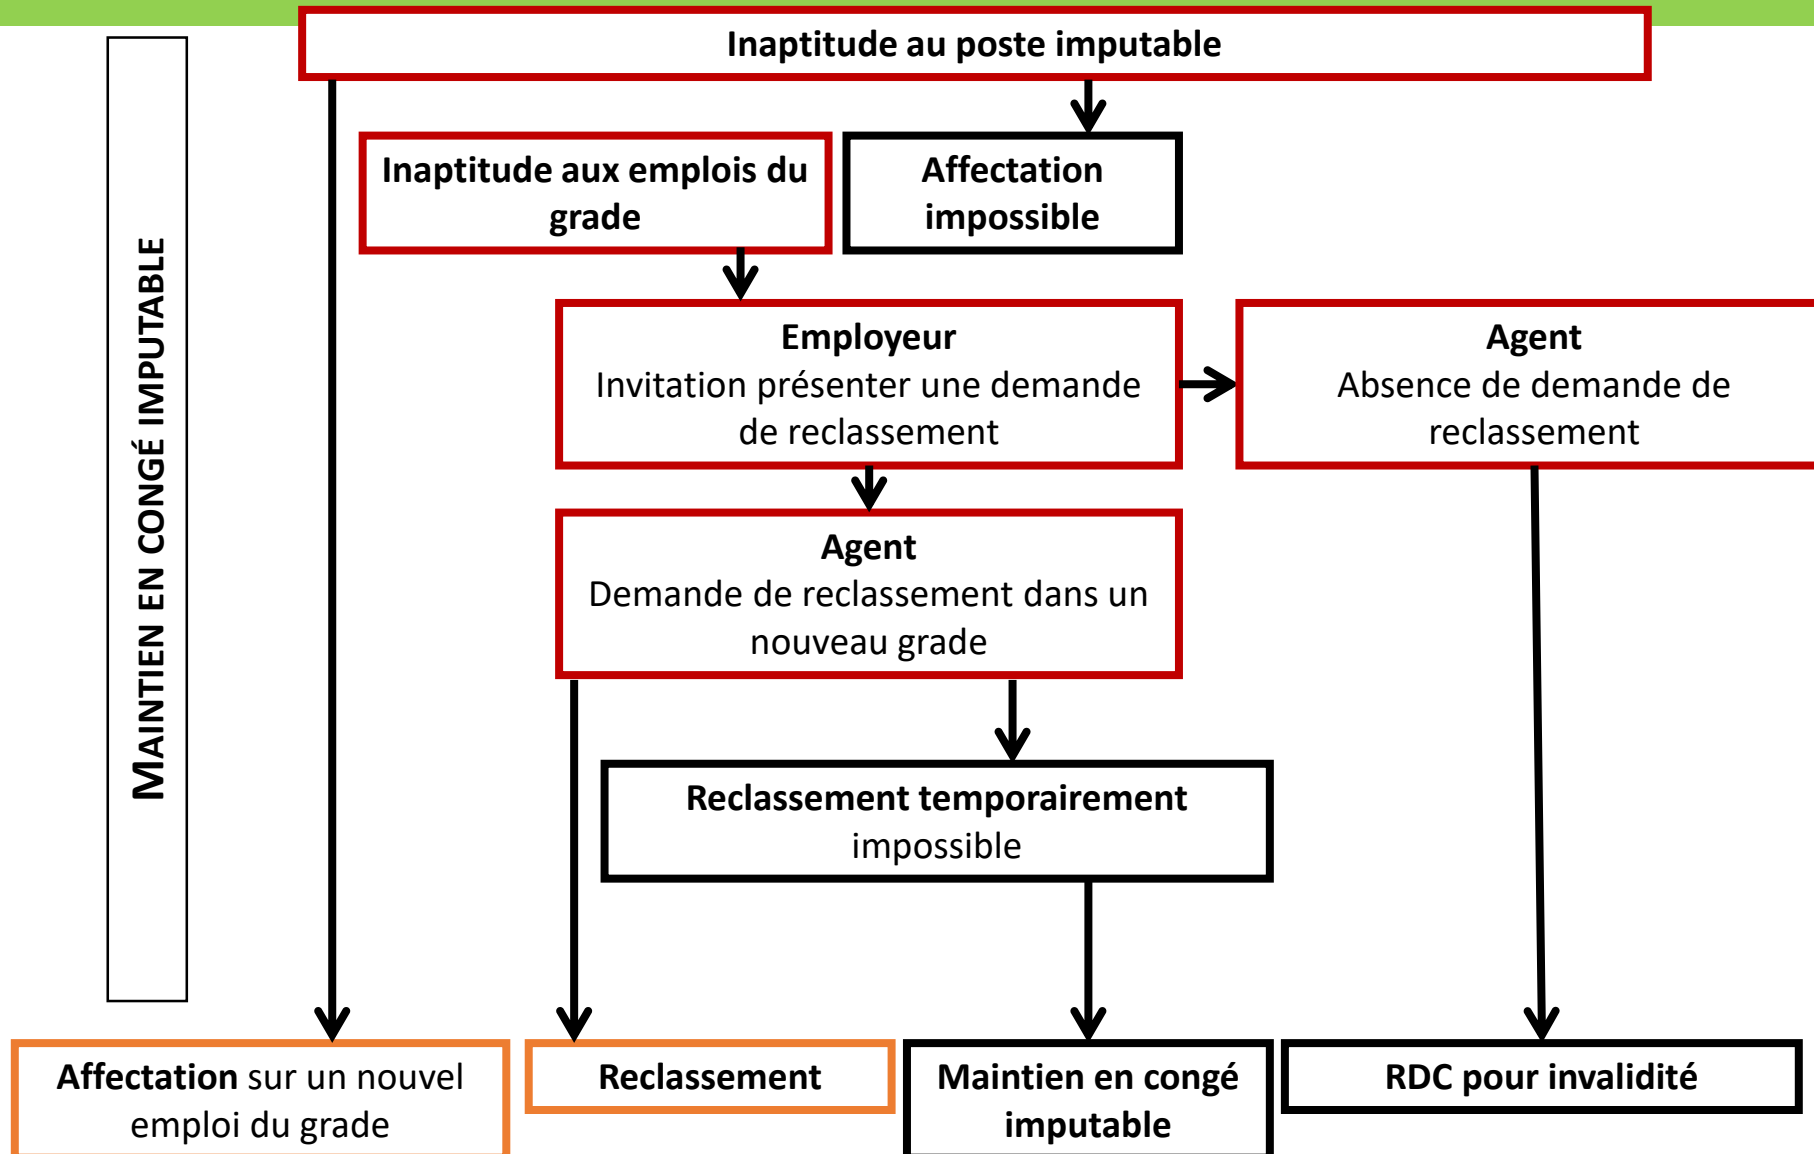 Inaptitude au poste imputable
MAINTIEN EN CONGÉ IMPUTABLE
Inaptitude aux emplois du
grade
Affectation
impossible
Employeur
Invitation présenter une demande
de reclassement
Agent
Absence de demande de
reclassement
Agent
Demande de reclassement dans un
nouveau grade
Reclassement temporairement
impossible
Affectation sur un nouvel
emploi du grade
Reclassement
Maintien en congé
imputable
RDC pour invalidité